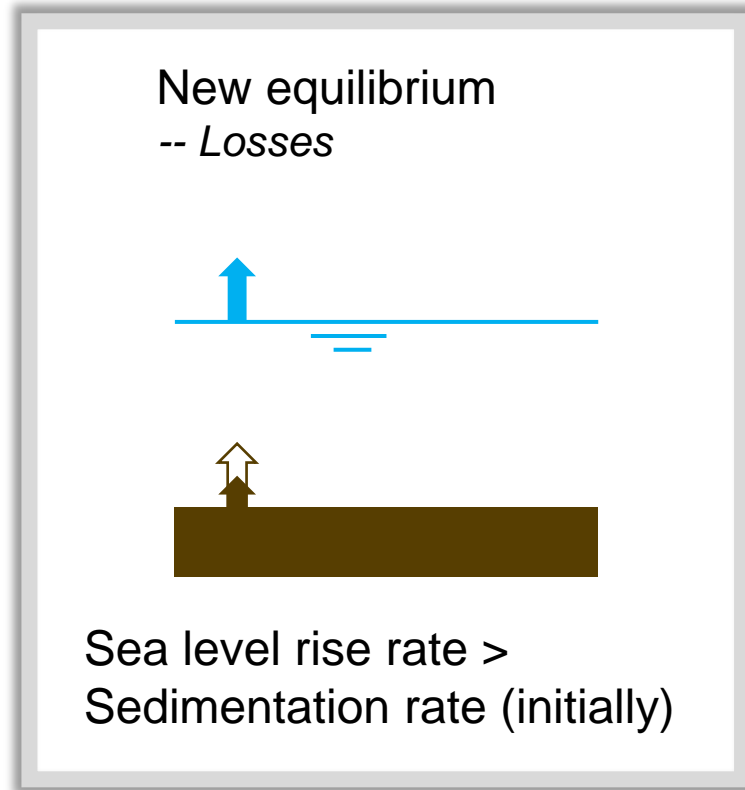 New equilibrium
-- Losses
Sea level rise rate >
Sedimentation rate (initially)